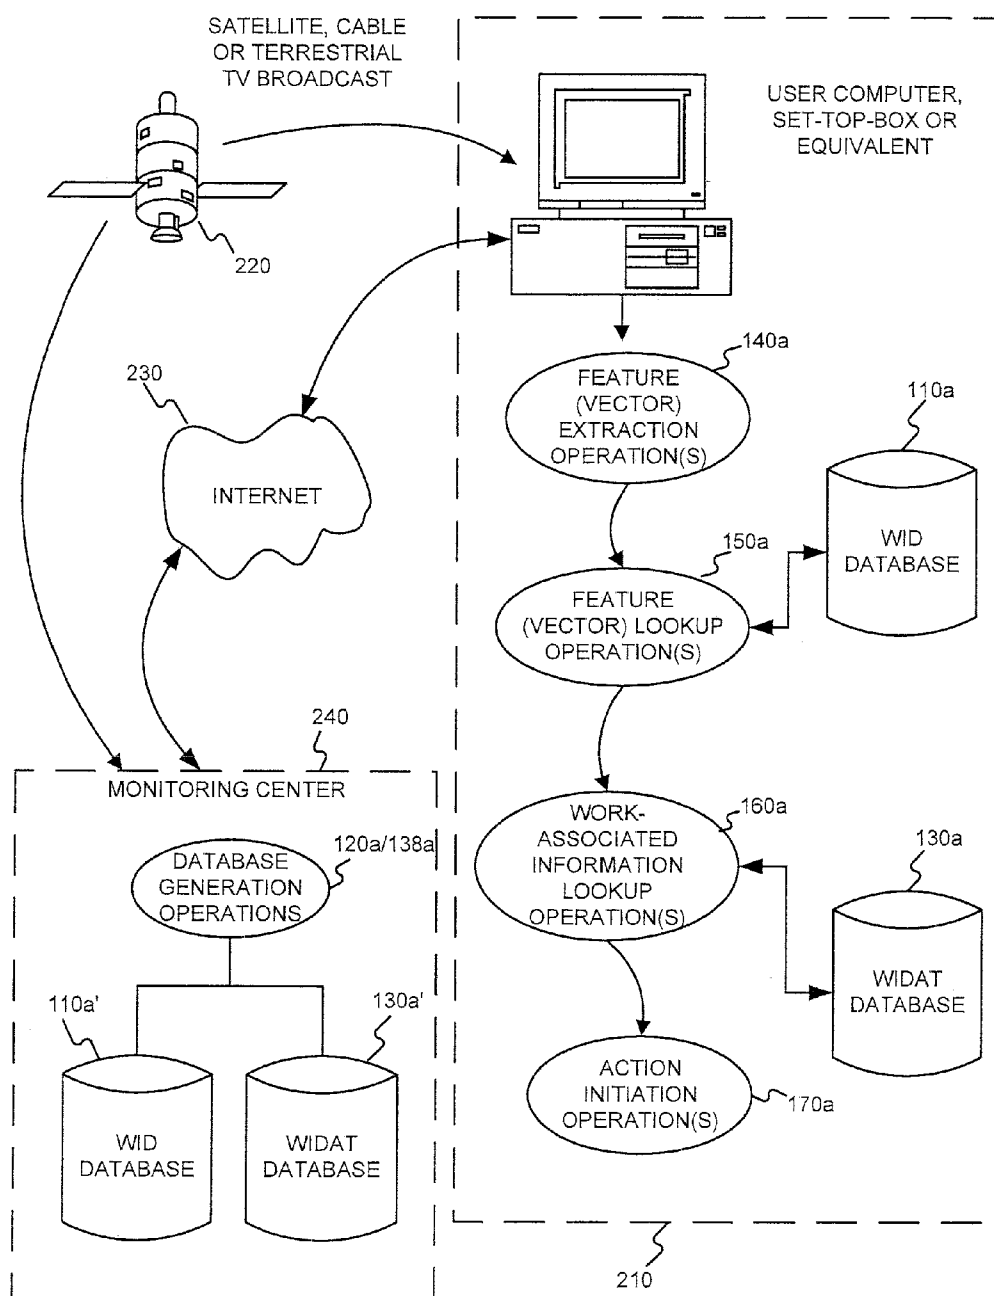 SATELLITE, CABLE
OR TERRESTRIAL
TV BROADCAST
USER COMPUTER,
SET-TOP-BOX OR
EQUIVALENT
220
140a
FEATURE
(VECTOR)
EXTRACTION
OPERATION(S)
230
INTERNET
110a
WID
DATABASE
150a
FEATURE
(VECTOR) LOOKUP
OPERATION(S)
240
MONITORING CENTER
160a
WORK-
ASSOCIATED
INFORMATION
LOOKUP
OPERATION(S)
120a/138a
DATABASE
GENERATION
OPERATIONS
130a
WIDAT
DATABASE
110a'
130a'
WID
DATABASE
WIDAT
DATABASE
ACTION
INITIATION
OPERATION(S)
170a
210